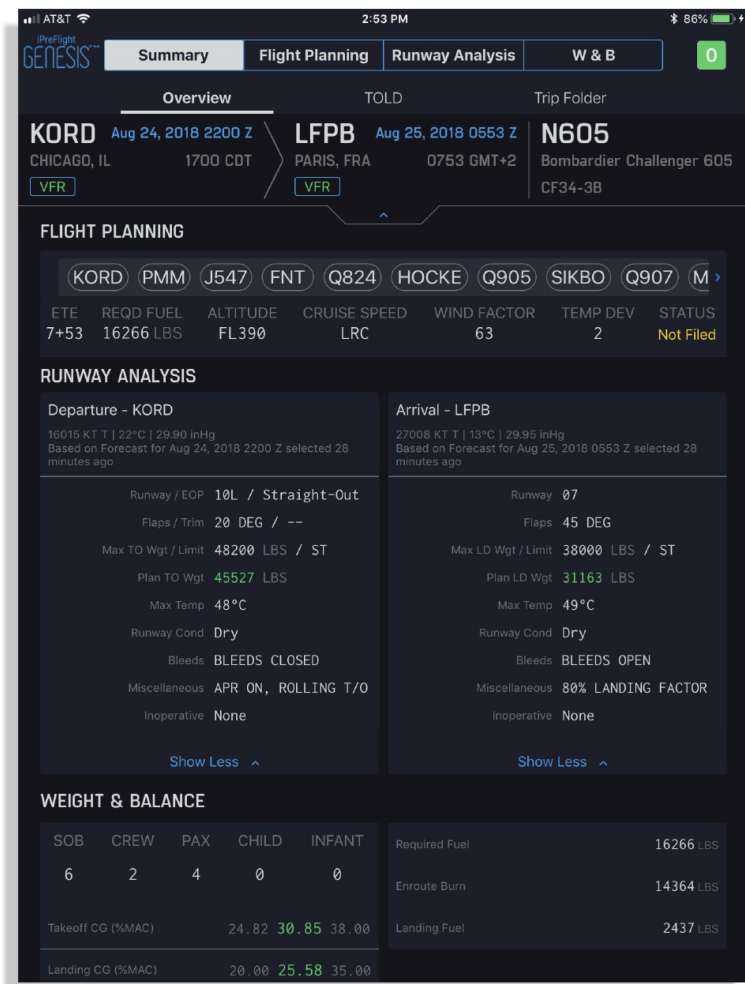 AT&T 2:53 PM 86%
iPreFlight GENESIS™ Summary Flight Planning Runway Analysis W & B 0
Overview TOLD Trip Folder
KORD Aug 24, 2018 2200 Z LFPB Aug 25, 2018 0553 Z N605
CHICAGO, IL 1700 CDT PARIS, FRA 0753 GMT+2 Bombardier Challenger 605
VFR VFR CF34-3B
FLIGHT PLANNING
KORD PMM J547 FNT Q824 HOCKE Q905 SIKBO Q907 M
ETE REQD FUEL ALTITUDE CRUISE SPEED WIND FACTOR TEMP DEV STATUS
7+53 16266 LBS FL390 LRC 63 2 Not Filed
RUNWAY ANALYSIS
Departure - KORD
16015 KT T | 22°C | 29.90 inHg
Based on Forecast for Aug 24, 2018 2200 Z selected 28
minutes ago
Runway / EOP 10L / Straight-Out
Flaps / Trim 20 DEG / --
Max TO Wgt / Limit 48200 LBS / ST
Plan TO Wgt 45527 LBS
Max Temp 48°C
Runway Cond Dry
Bleeds BLEEDS CLOSED
Miscellaneous APR ON, ROLLING T/O
Inoperative None
Show Less
Arrival - LFPB
27008 KT T | 13°C | 29.95 inHg
Based on Forecast for Aug 25, 2018 0553 Z selected 28
minutes ago
Runway 07
Flaps 45 DEG
Max LD Wgt / Limit 38000 LBS / ST
Plan LD Wgt 31163 LBS
Max Temp 49°C
Runway Cond Dry
Bleeds BLEEDS OPEN
Miscellaneous 80% LANDING FACTOR
Inoperative None
Show Less
WEIGHT & BALANCE
SOB CREW PAX CHILD INFANT
6 2 4 0 0
Takeoff CG (%MAC) 24.82 30.85 38.00
Landing CG (%MAC) 20.00 25.58 35.00
Required Fuel 16266 LBS
Enroute Burn 14364 LBS
Landing Fuel 2437 LBS